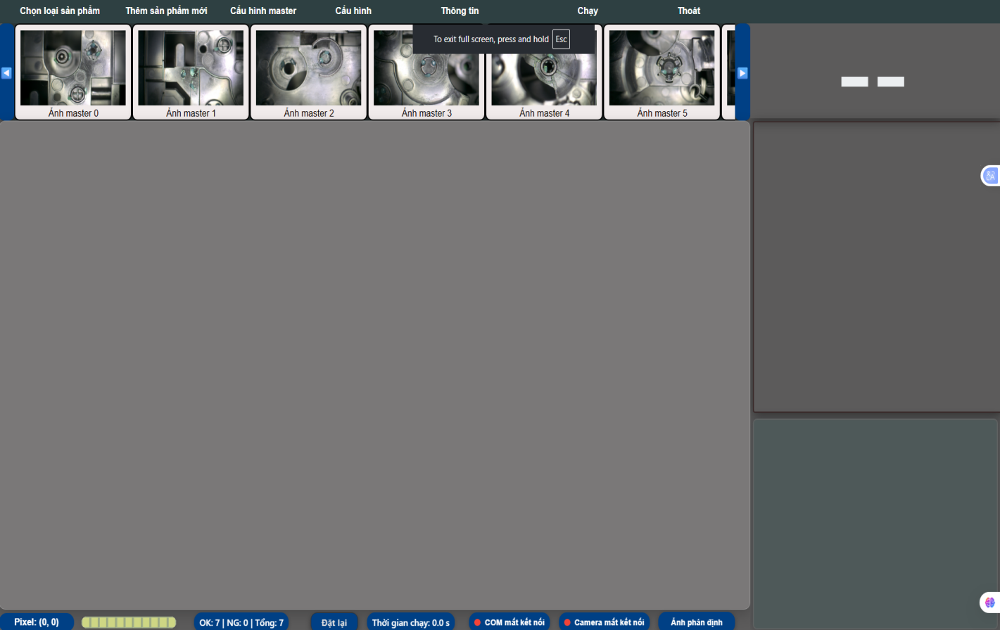 Chọn loại sản phẩm
Thêm sản phẩm mới
Cấu hình master
Cấu hình
Thông tin
Chạy
Thoát
To exit full screen, press and hold Esc
Ảnh master 0
Ảnh master 1
Ảnh master 2
Ảnh master 3
Ảnh master 4
Ảnh master 5
Pixel: (0, 0)
OK: 7 | NG: 0 | Tổng: 7
Đặt lại
Thời gian chạy: 0.0 s
COM mất kết nối
Camera mất kết nối
Ảnh phán định